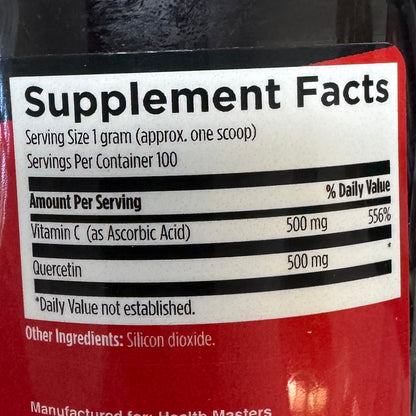 Supplement Facts
Serving Size 1 gram (approx. one scoop)
Servings Per Container 100
% Daily Value
Amount Per Serving
Vitamin C (as Ascorbic Acid) 500 mg 556%
Quercetin 500 mg *
*Daily Value not established.
Other Ingredients: Silicon dioxide.
Manufactured for: Health Masters